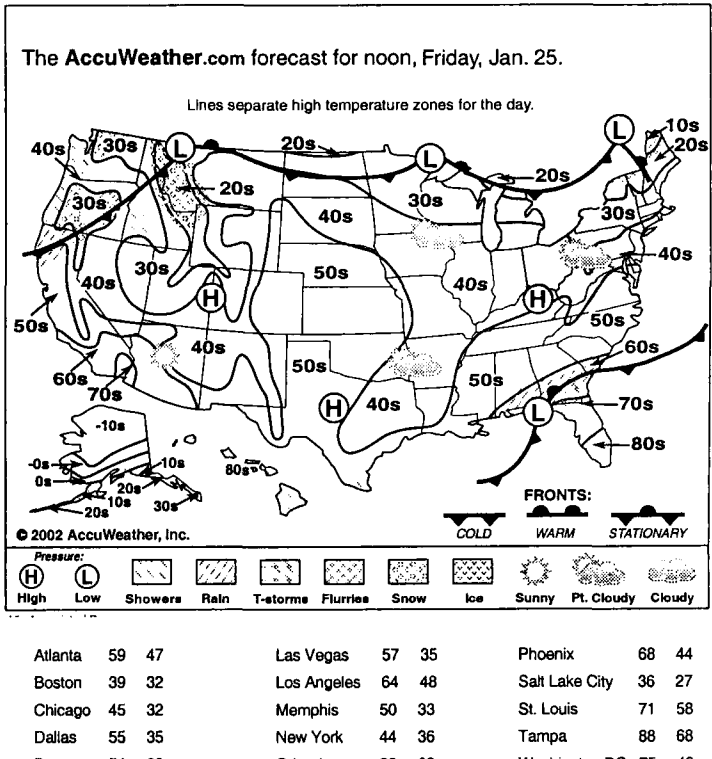 The AccuWeather.com forecast for noon, Friday, Jan. 25.
Lines separate high temperature zones for the day.
L
10s
20s
40s
30s
L
20s
L
20s
20s
30s
30s
30s
40s
40s
50s
40s
30s
40s
H
H
50s
50s
40s
60s
60s
70s
50s
50s
H
40s
L
70s
80s
-10s
-0s
0s
10s
20s
10s
20s
30s
80s
FRONTS:
COLD WARM STATIONARY
© 2002 AccuWeather, Inc.
Pressure:
H L
High Low Showers Rain T-storms Flurries Snow Ice Sunny Pt. Cloudy Cloudy
Atlanta 59 47 Las Vegas 57 35 Phoenix 68 44
Boston 39 32 Los Angeles 64 48 Salt Lake City 36 27
Chicago 45 32 Memphis 50 33 St. Louis 71 58
Dallas 55 35 New York 44 36 Tampa 88 68